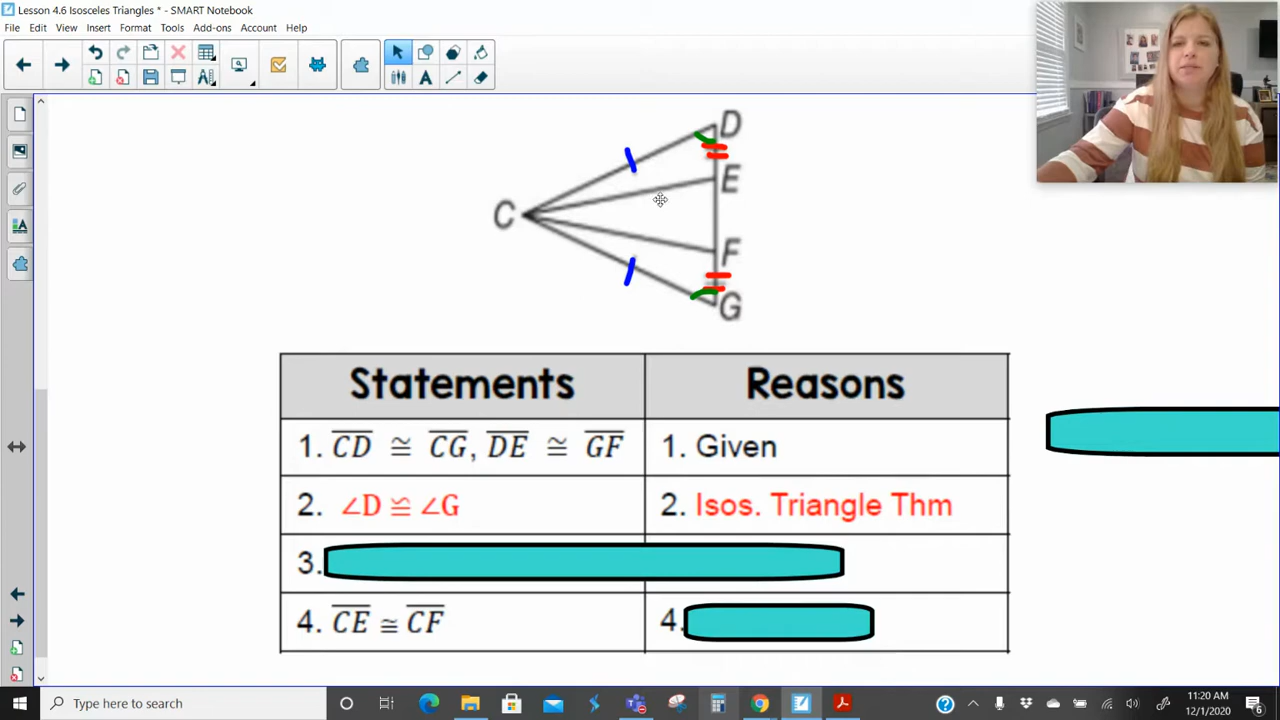 Lesson 4.6 Isosceles Triangles * - SMART Notebook
File Edit View Insert Format Tools Add-ons Account Help
D
E
C
F
G
Statements Reasons
1. CD ≅ CG, DE ≅ GF 1. Given
2. ∠D ≌ ∠G 2. Isos. Triangle Thm
3.
4. CE ≅ CF 4.
Type here to search
11:20 AM
12/1/2020
6